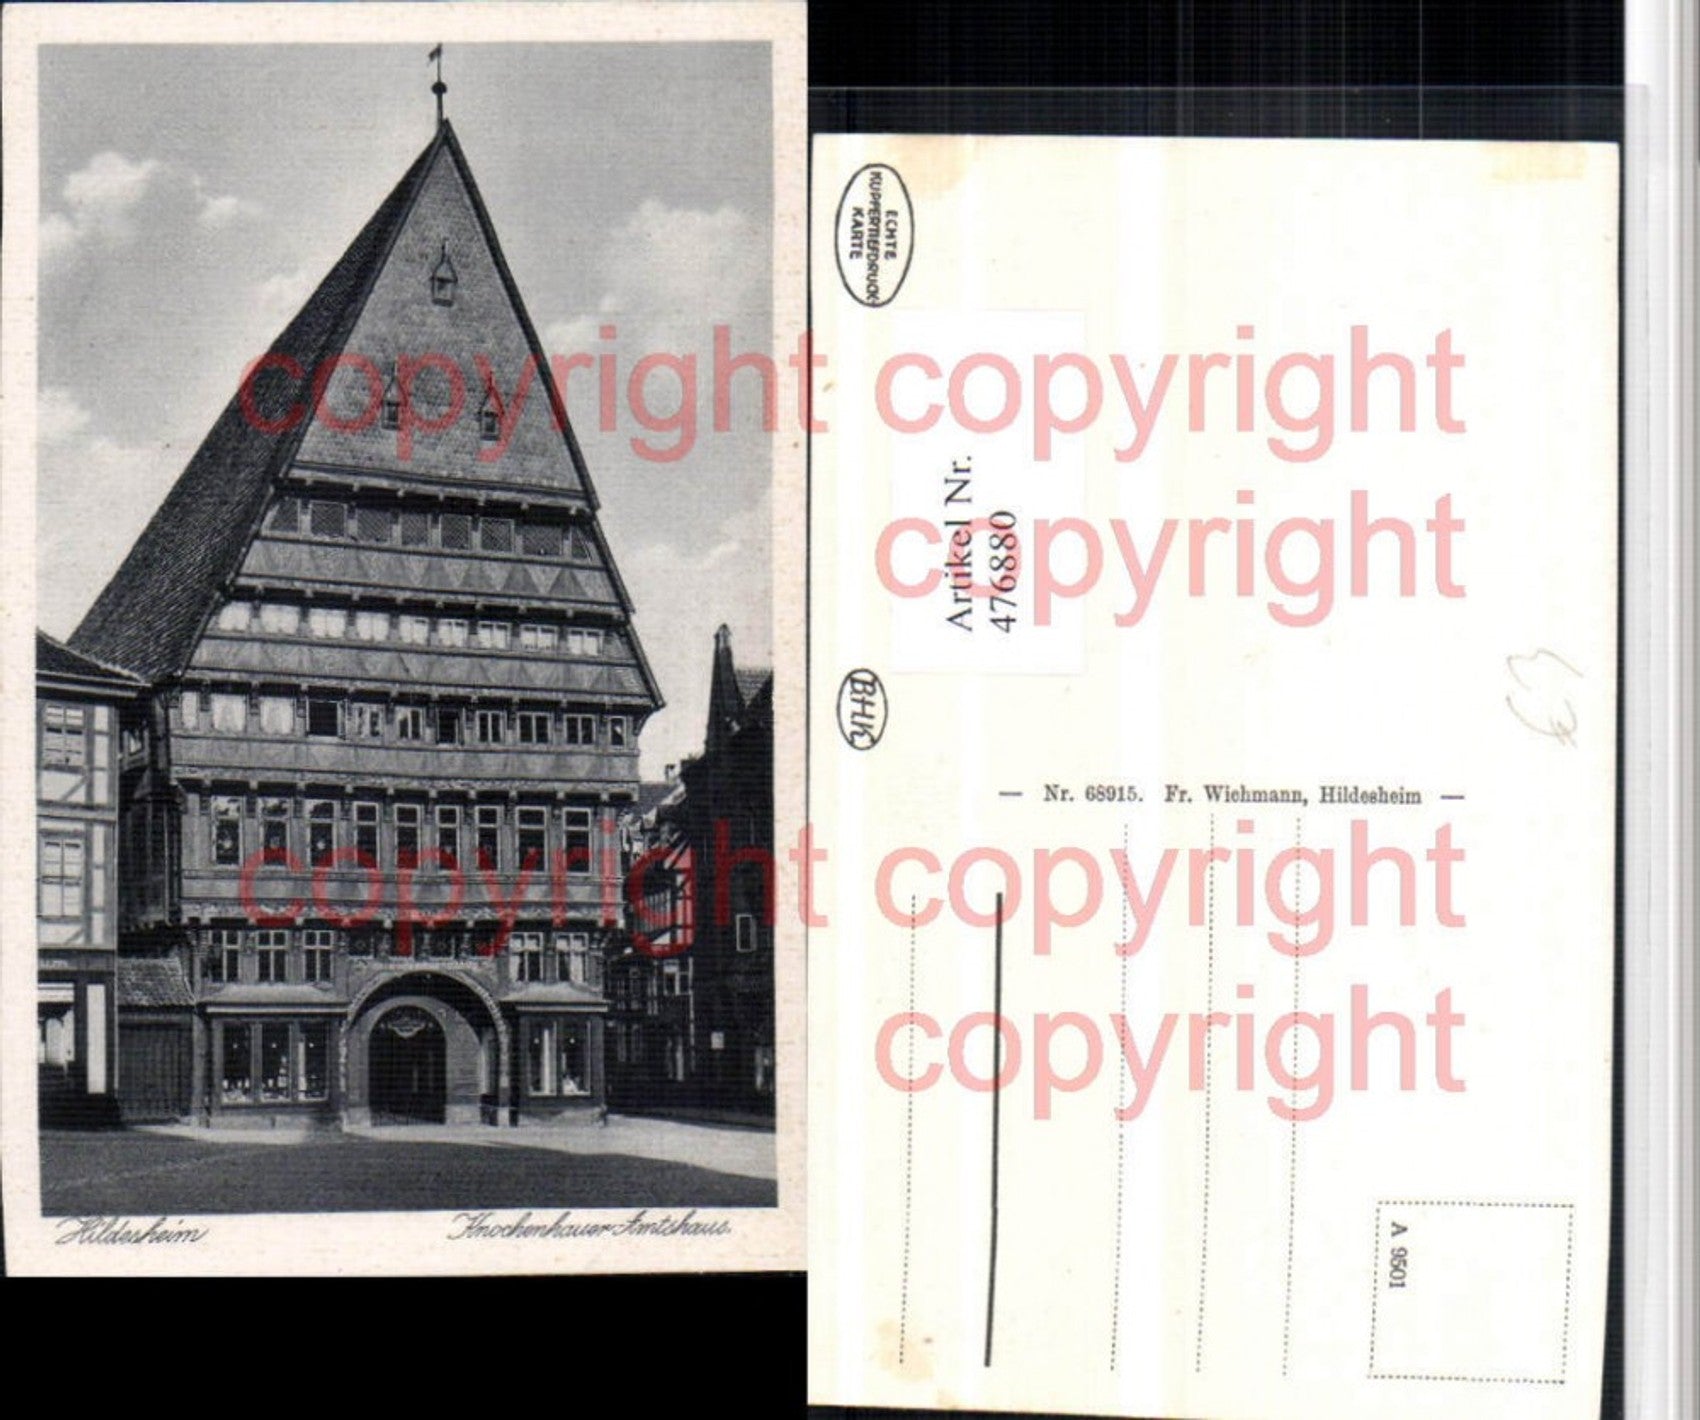 Hildesheim
Knochenhauer-Amtshaus.
ECHTE
KUPFERTIEFDRUCK-
KARTE
Artikel Nr.
476880
BHK
— Nr. 68915. Fr. Wichmann, Hildesheim —
A 9501
copyright copyright
copyright
copyright copyright
copyright